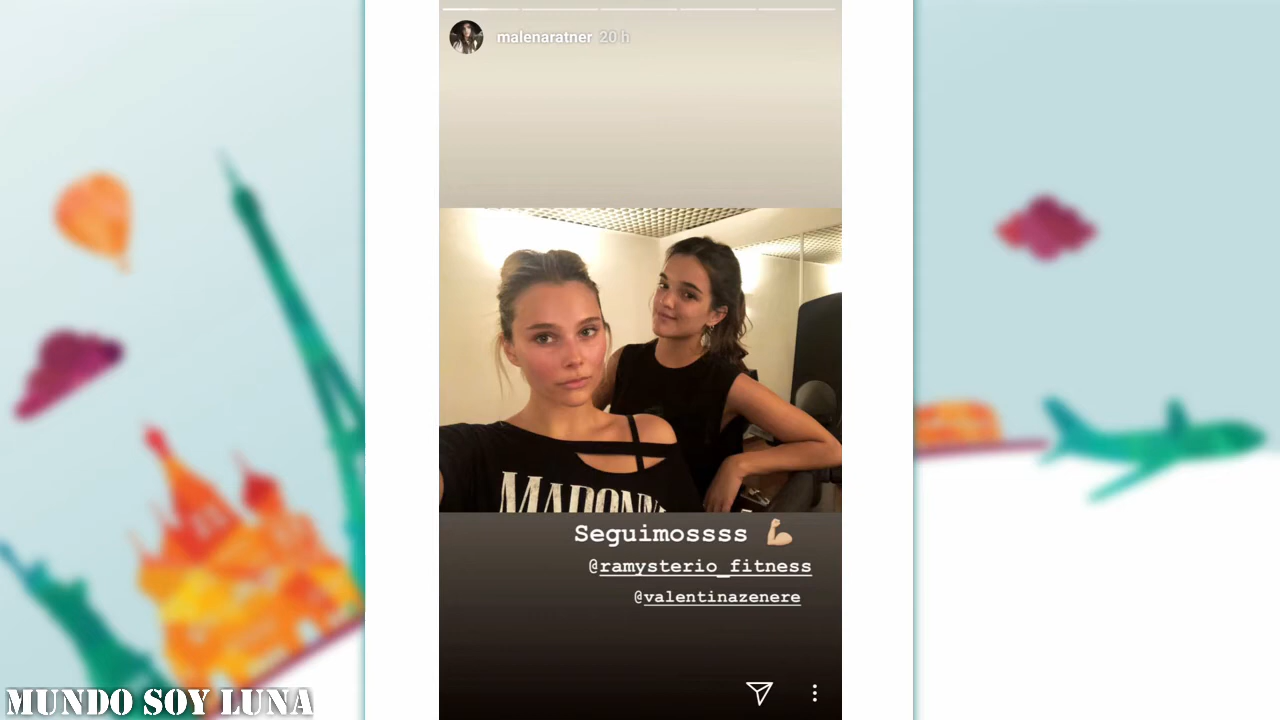 malenaratner 20 h
MADONN
Seguimossss 💪🏼
@ramysterio_fitness
@valentinazenere
MUNDO SOY LUNA